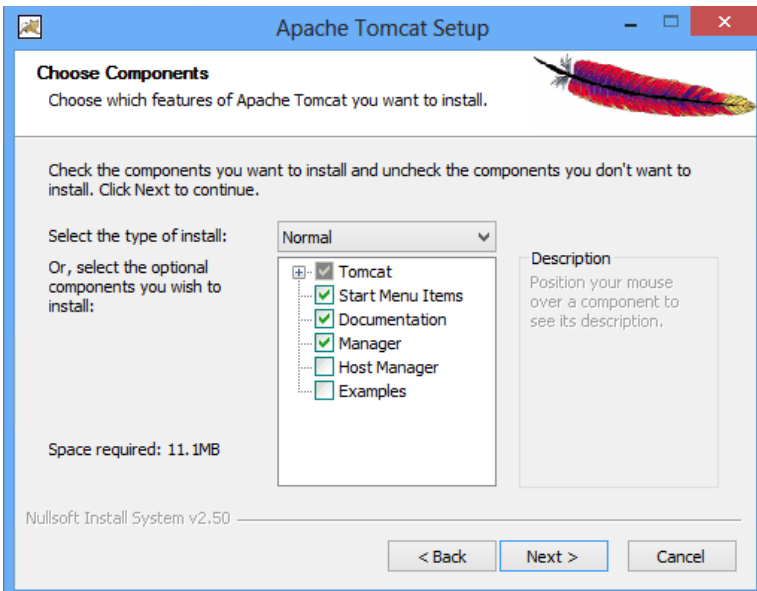 Apache Tomcat Setup
Choose Components
Choose which features of Apache Tomcat you want to install.
Check the components you want to install and uncheck the components you don't want to
install. Click Next to continue.
Select the type of install:
Normal
Or, select the optional
components you wish to
install:
Tomcat
Start Menu Items
Documentation
Manager
Host Manager
Examples
Description
Position your mouse
over a component to
see its description.
Space required: 11.1MB
Nullsoft Install System v2.50
< Back
Next >
Cancel